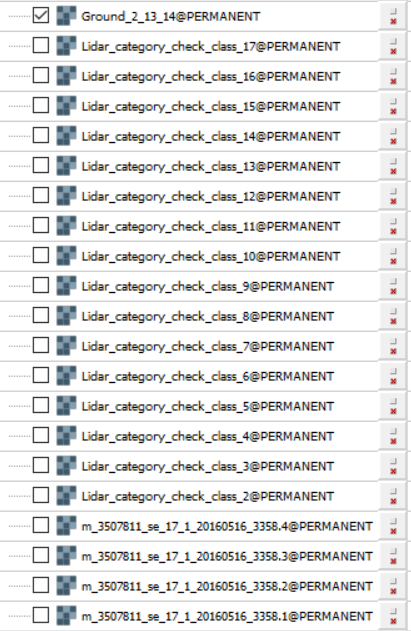 Ground_2_13_14@PERMANENT
Lidar_category_check_class_17@PERMANENT
Lidar_category_check_class_16@PERMANENT
Lidar_category_check_class_15@PERMANENT
Lidar_category_check_class_14@PERMANENT
Lidar_category_check_class_13@PERMANENT
Lidar_category_check_class_12@PERMANENT
Lidar_category_check_class_11@PERMANENT
Lidar_category_check_class_10@PERMANENT
Lidar_category_check_class_9@PERMANENT
Lidar_category_check_class_8@PERMANENT
Lidar_category_check_class_7@PERMANENT
Lidar_category_check_class_6@PERMANENT
Lidar_category_check_class_5@PERMANENT
Lidar_category_check_class_4@PERMANENT
Lidar_category_check_class_3@PERMANENT
Lidar_category_check_class_2@PERMANENT
m_3507811_se_17_1_20160516_3358.4@PERMANENT
m_3507811_se_17_1_20160516_3358.3@PERMANENT
m_3507811_se_17_1_20160516_3358.2@PERMANENT
m_3507811_se_17_1_20160516_3358.1@PERMANENT